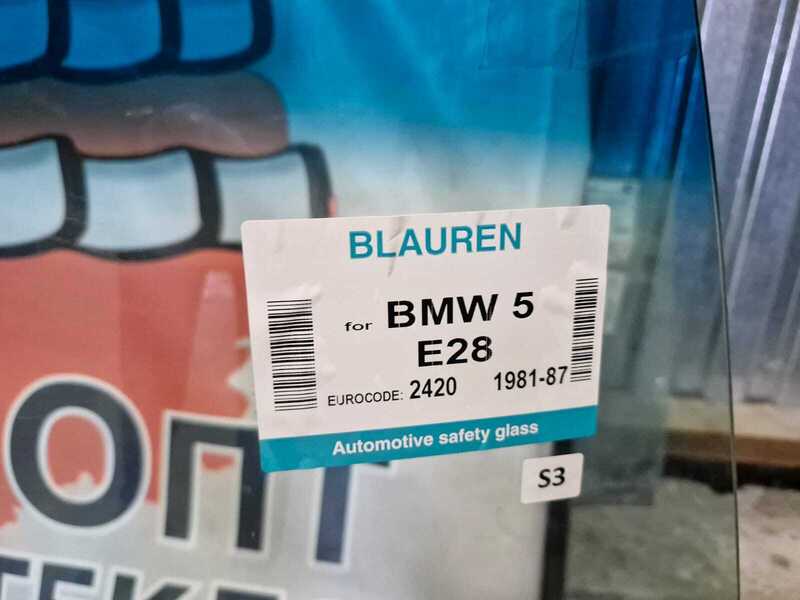 BLAUREN
for BMW 5
E28
EUROCODE: 2420 1981-87
Automotive safety glass
S3
ОПТ